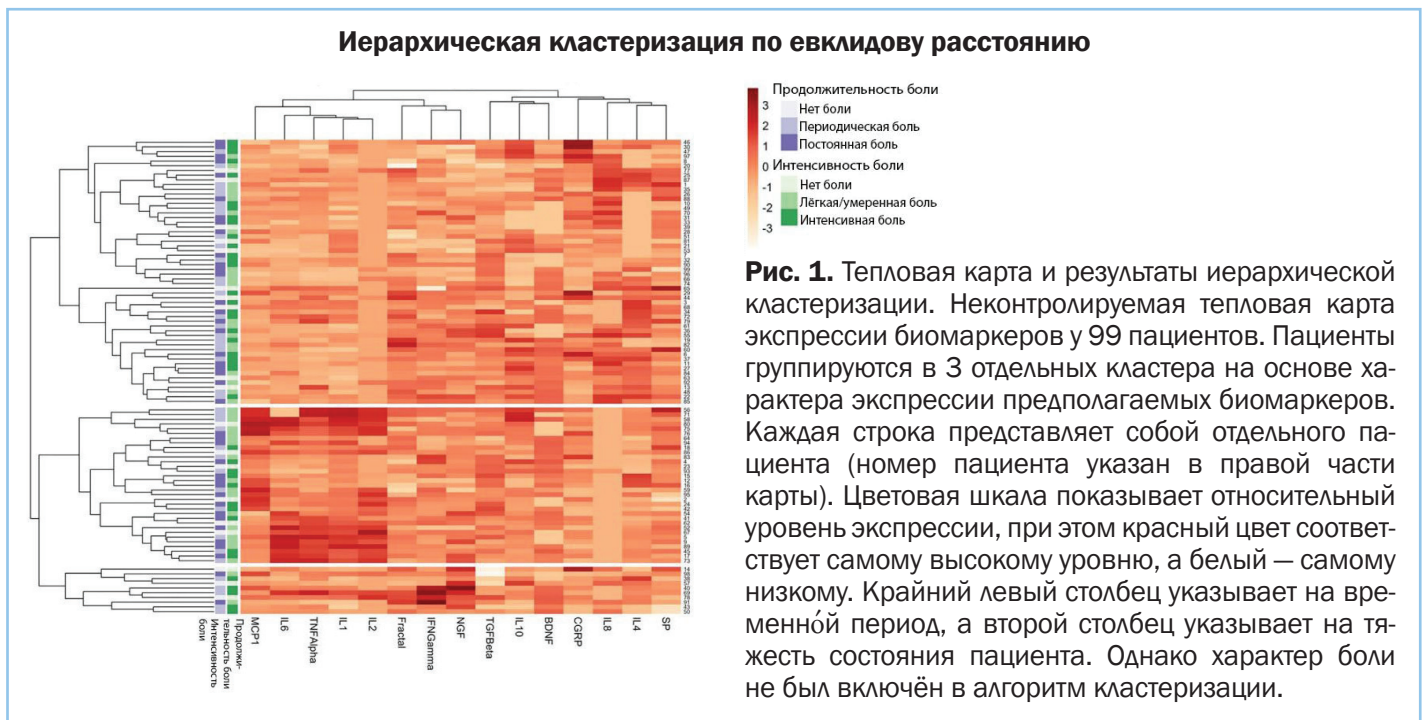 Иерархическая кластеризация по евклидову расстоянию
Продолжительность боли
3
2
1
0
-1
-2
-3
Нет боли
Периодическая боль
Постоянная боль
Интенсивность боли
Нет боли
Лёгкая/умеренная боль
Интенсивная боль
Рис. 1. Тепловая карта и результаты иерархической
кластеризации. Неконтролируемая тепловая карта
экспрессии биомаркеров у 99 пациентов. Пациенты
группируются в 3 отдельных кластера на основе ха-
рактера экспрессии предполагаемых биомаркеров.
Каждая строка представляет собой отдельного па-
циента (номер пациента указан в правой части
карты). Цветовая шкала показывает относительный
уровень экспрессии, при этом красный цвет соответ-
ствует самому высокому уровню, а белый — самому
низкому. Крайний левый столбец указывает на вре-
менно́й период, а второй столбец указывает на тя-
жесть состояния пациента. Однако характер боли
не был включён в алгоритм кластеризации.
Интенсивность
боли
Продолжи-
тельность боли
MCP1
IL6
TNFAlpha
IL1
IL2
Fractal
IFNGamma
NGF
TGFBeta
IL10
BDNF
CGRP
IL8
IL4
SP